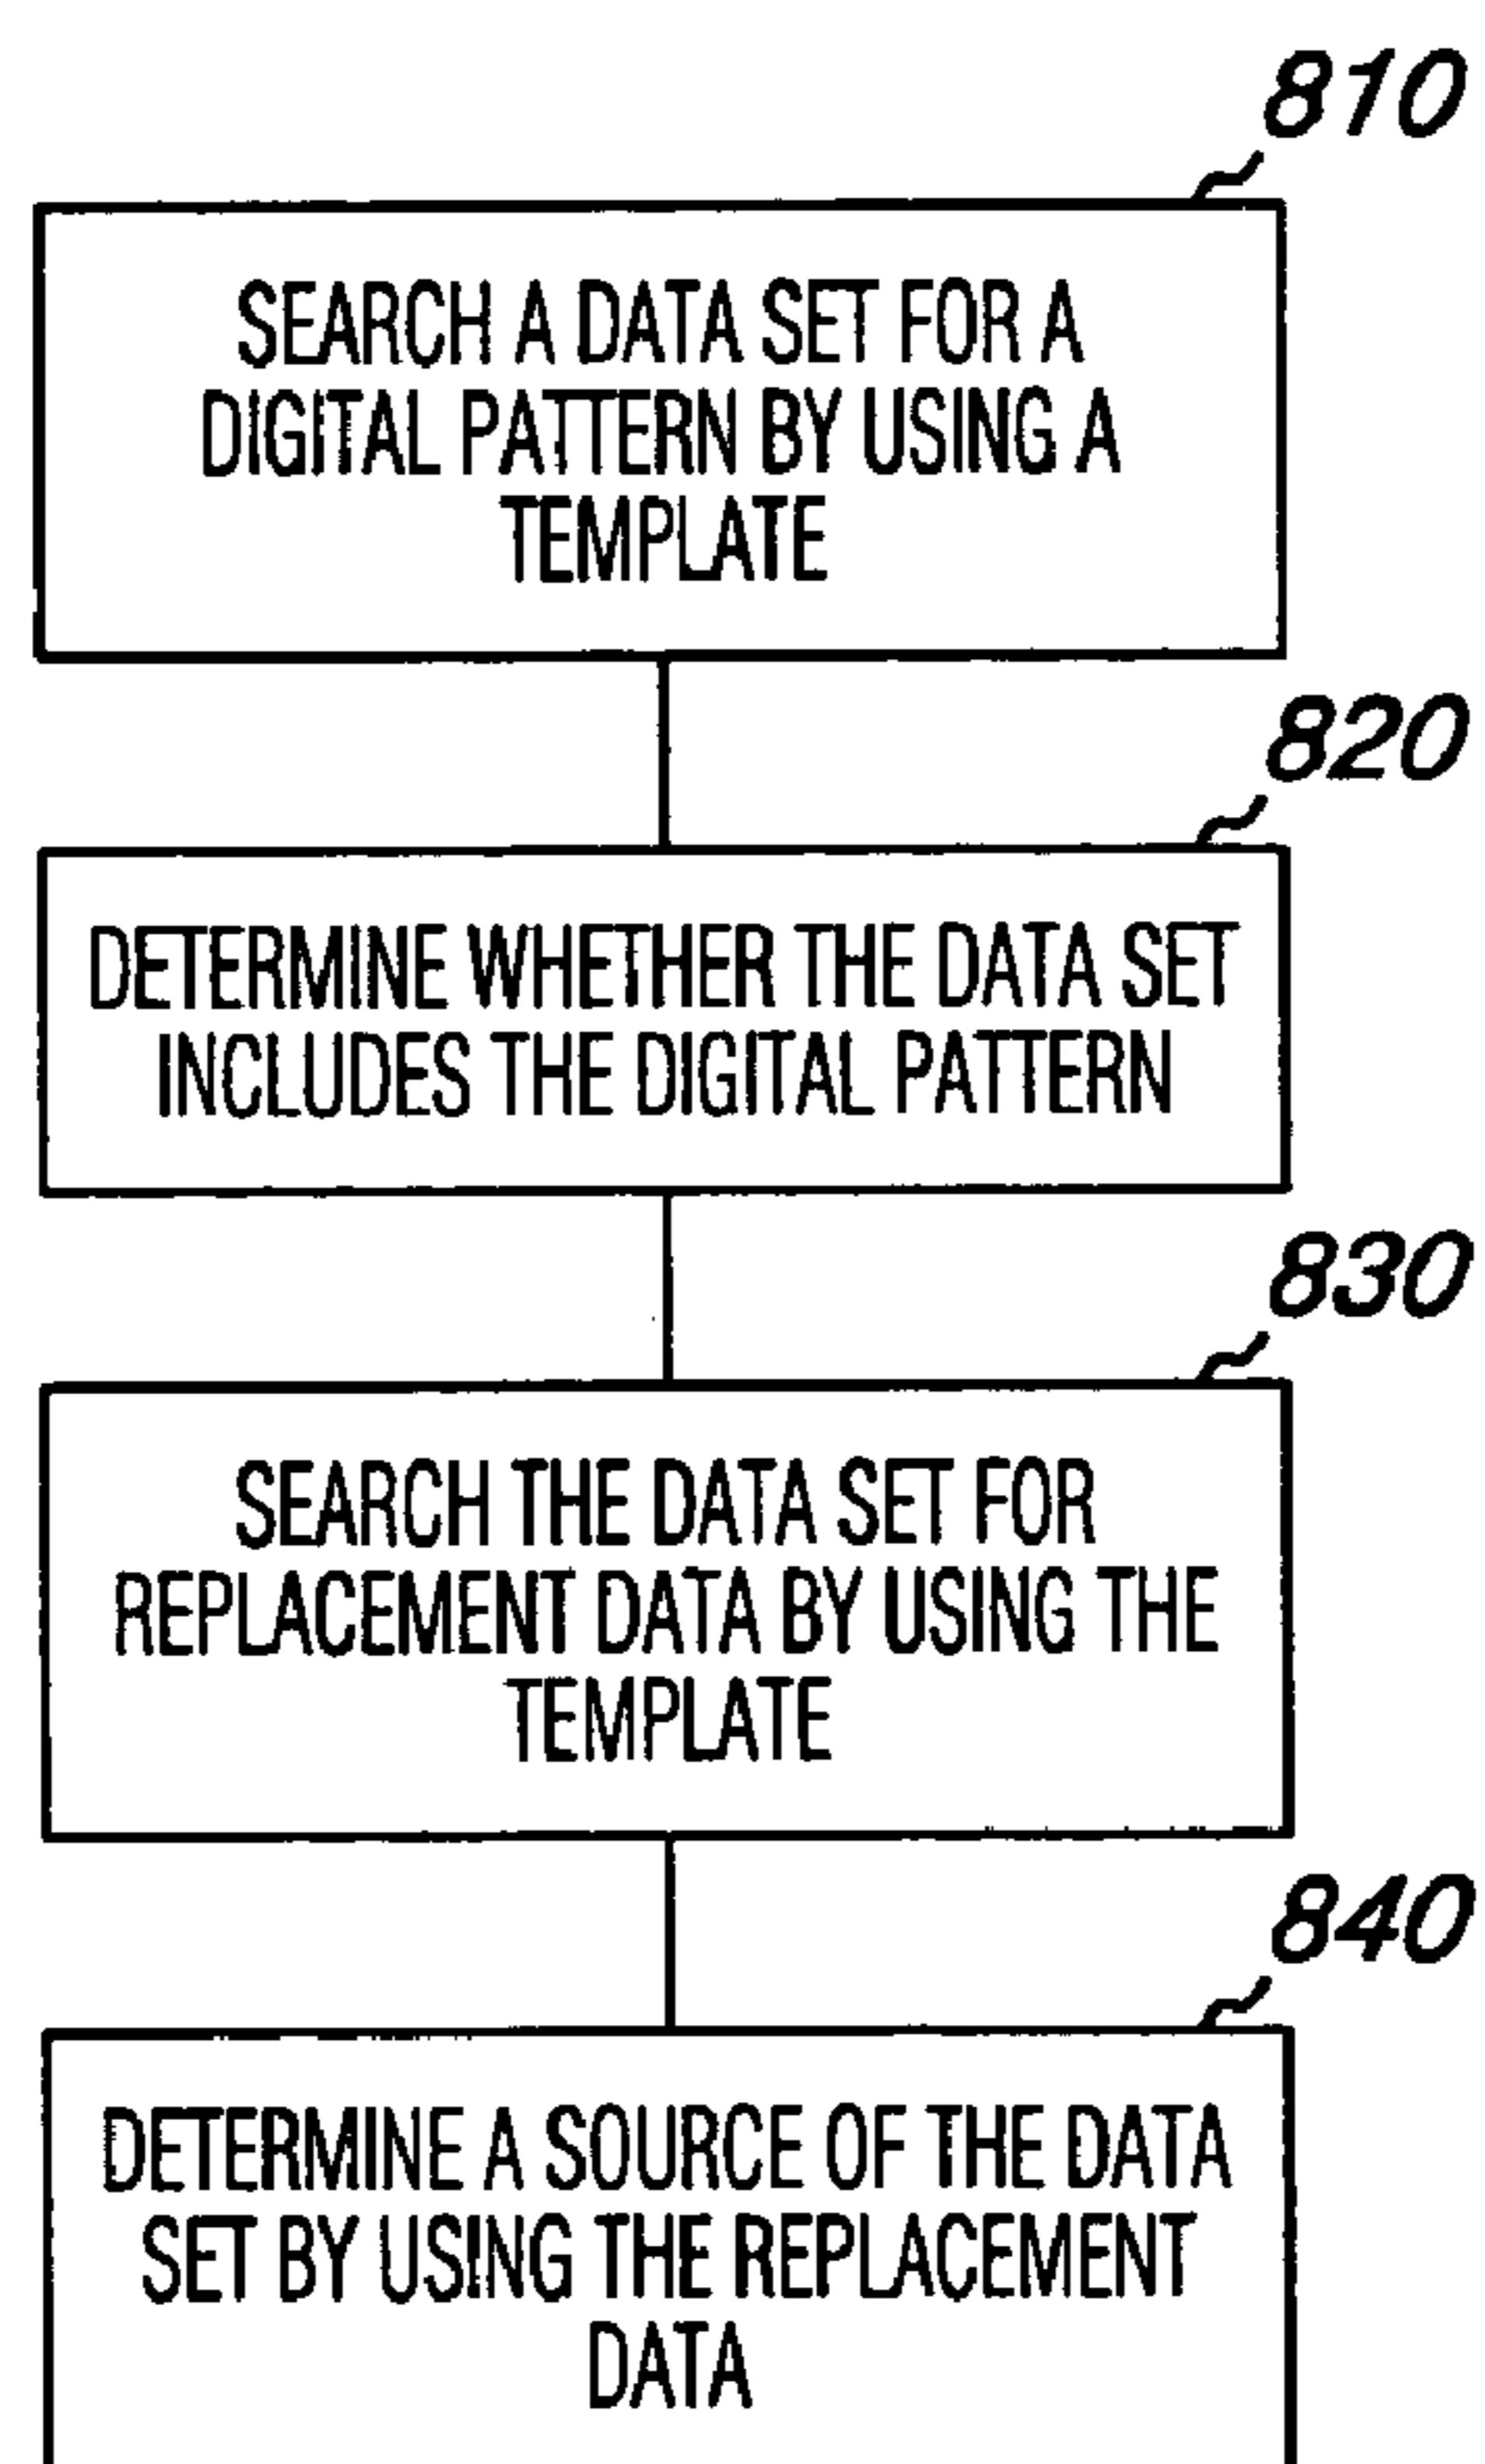 810
SEARCH A DATA SET FOR A
DIGITAL PATTERN BY USING A
TEMPLATE
820
DETERMINE WHETHER THE DATA SET
INCLUDES THE DIGITAL PATTERN
830
SEARCH THE DATA SET FOR
REPLACEMENT DATA BY USING THE
TEMPLATE
840
DETERMINE A SOURCE OF THE DATA
SET BY USING THE REPLACEMENT
DATA